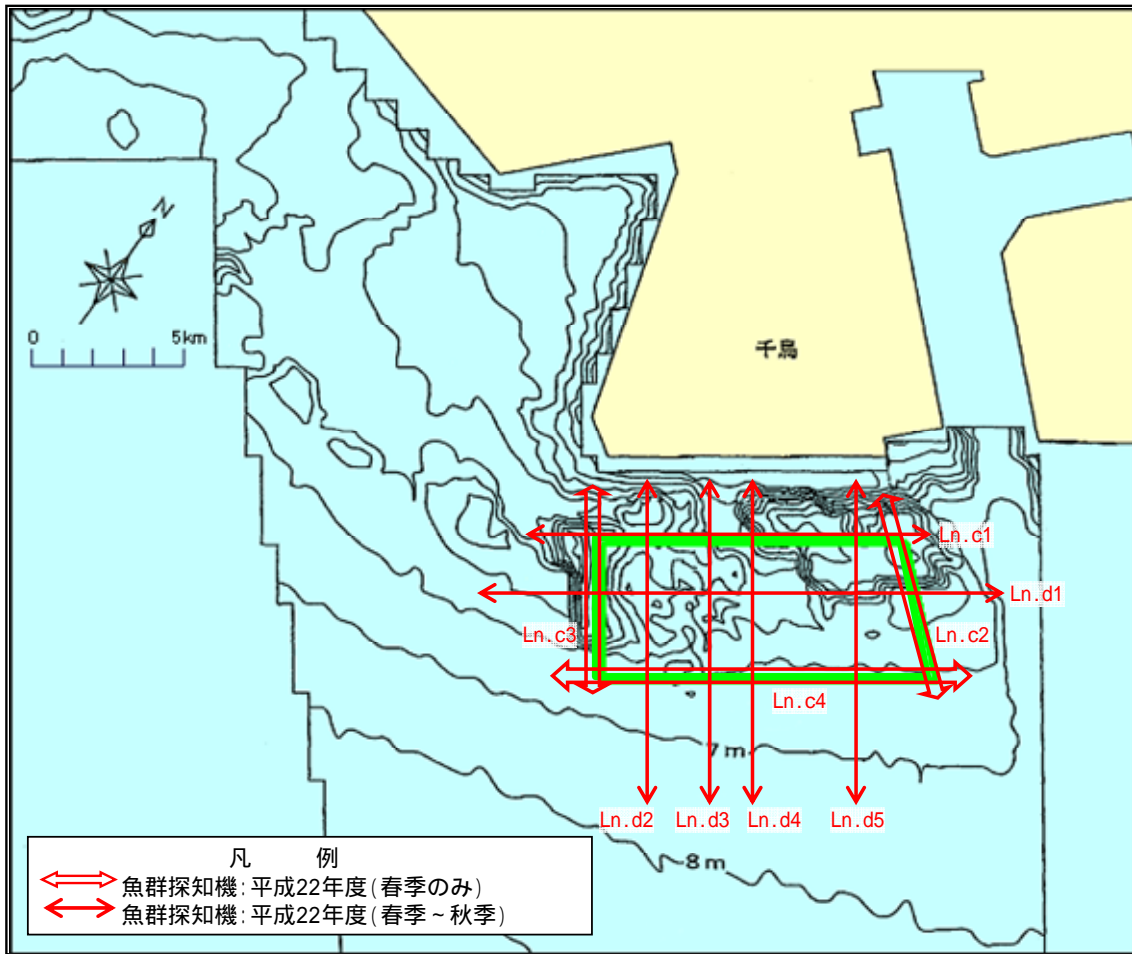 N
0 5km
千鳥
Ln.c1
Ln.d1
Ln.c3
Ln.c2
Ln.c4
7m
Ln.d2 Ln.d3 Ln.d4 Ln.d5
8m
凡 例
魚群探知機:平成22年度(春季のみ)
魚群探知機:平成22年度(春季~秋季)